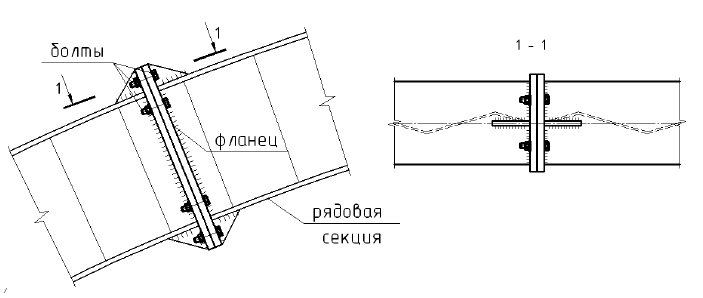 1
1 - 1
болты
1
фланец
рядовая
секция